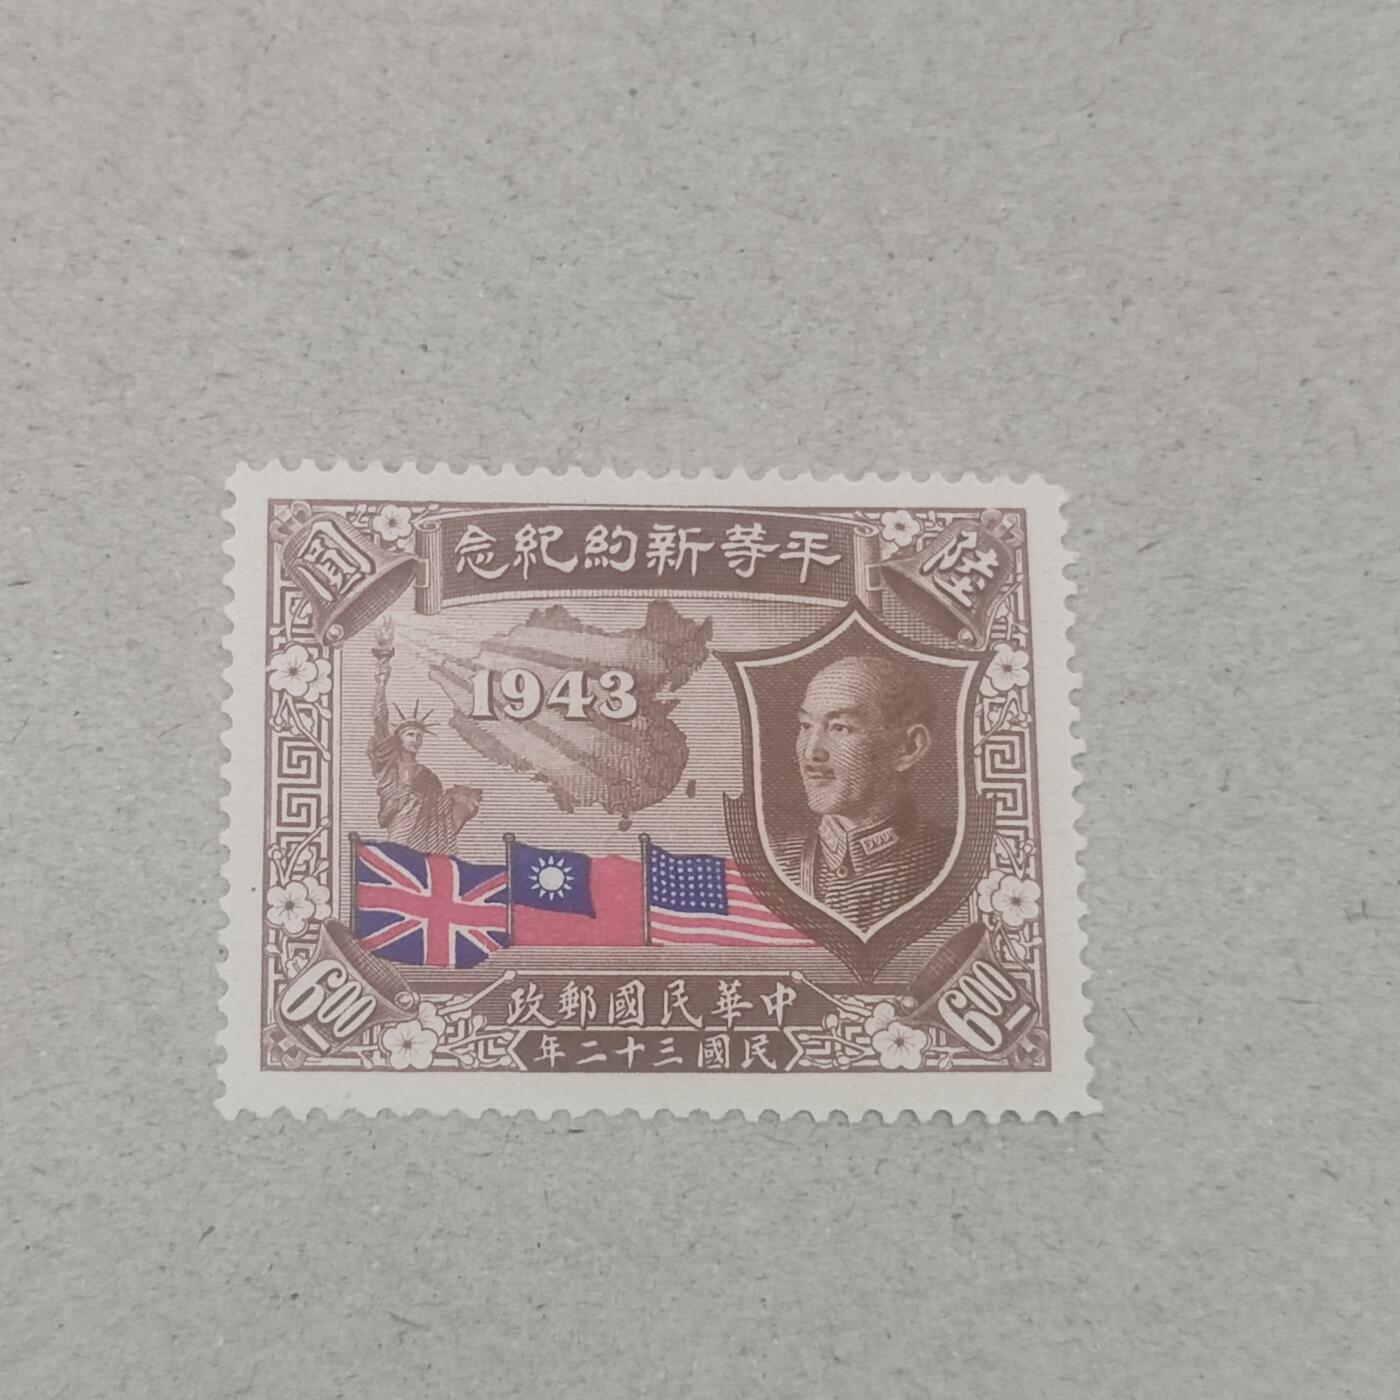 平等新約紀念
陸
圓
1943
中華民國郵政
民國三十二年
6.00
6.00